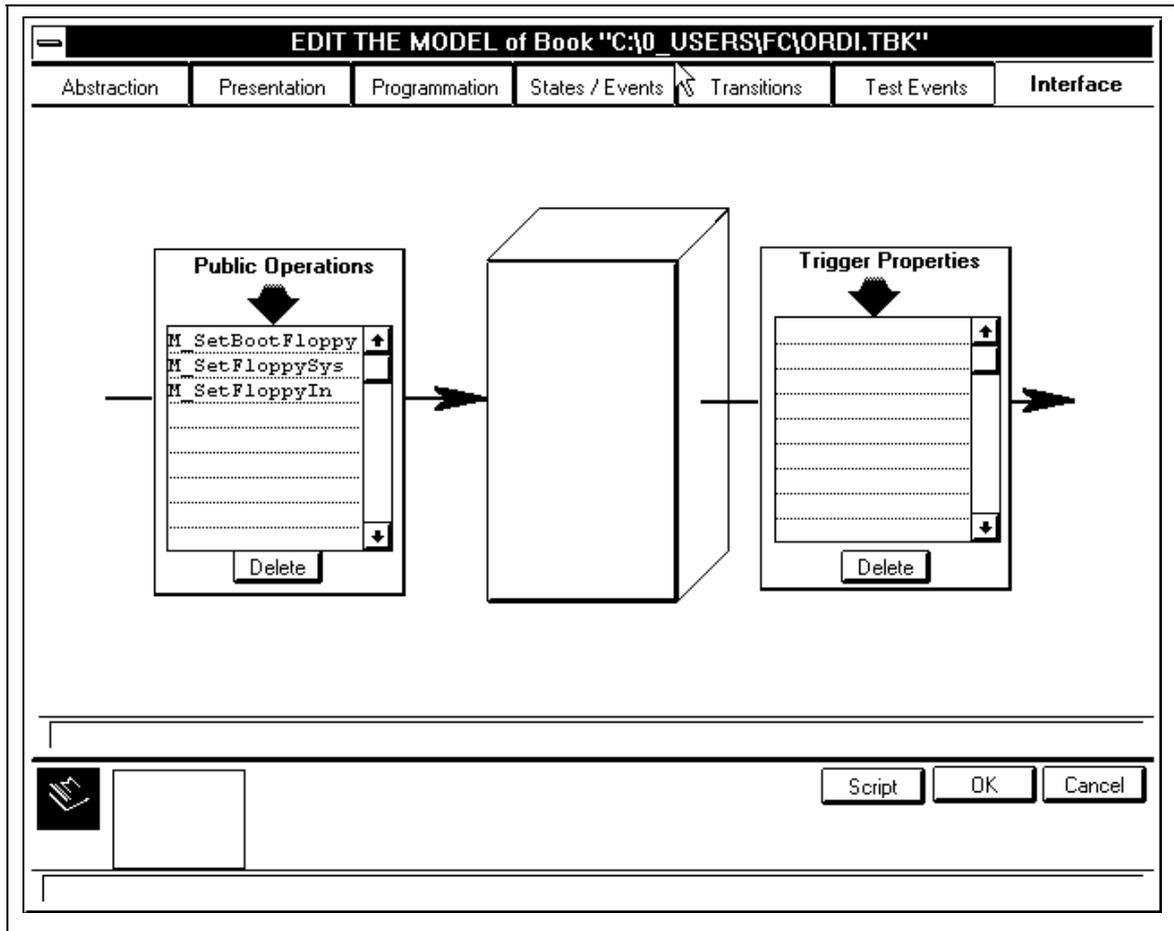 EDIT THE MODEL of Book "C:\0_USERS\FC\ORDI.TBK"
Abstraction Presentation Programmation States / Events Transitions Test Events Interface
Public Operations
M_SetBootFloppy
M_SetFloppySys
M_SetFloppyIn
Delete
Trigger Properties
Delete
Script OK Cancel